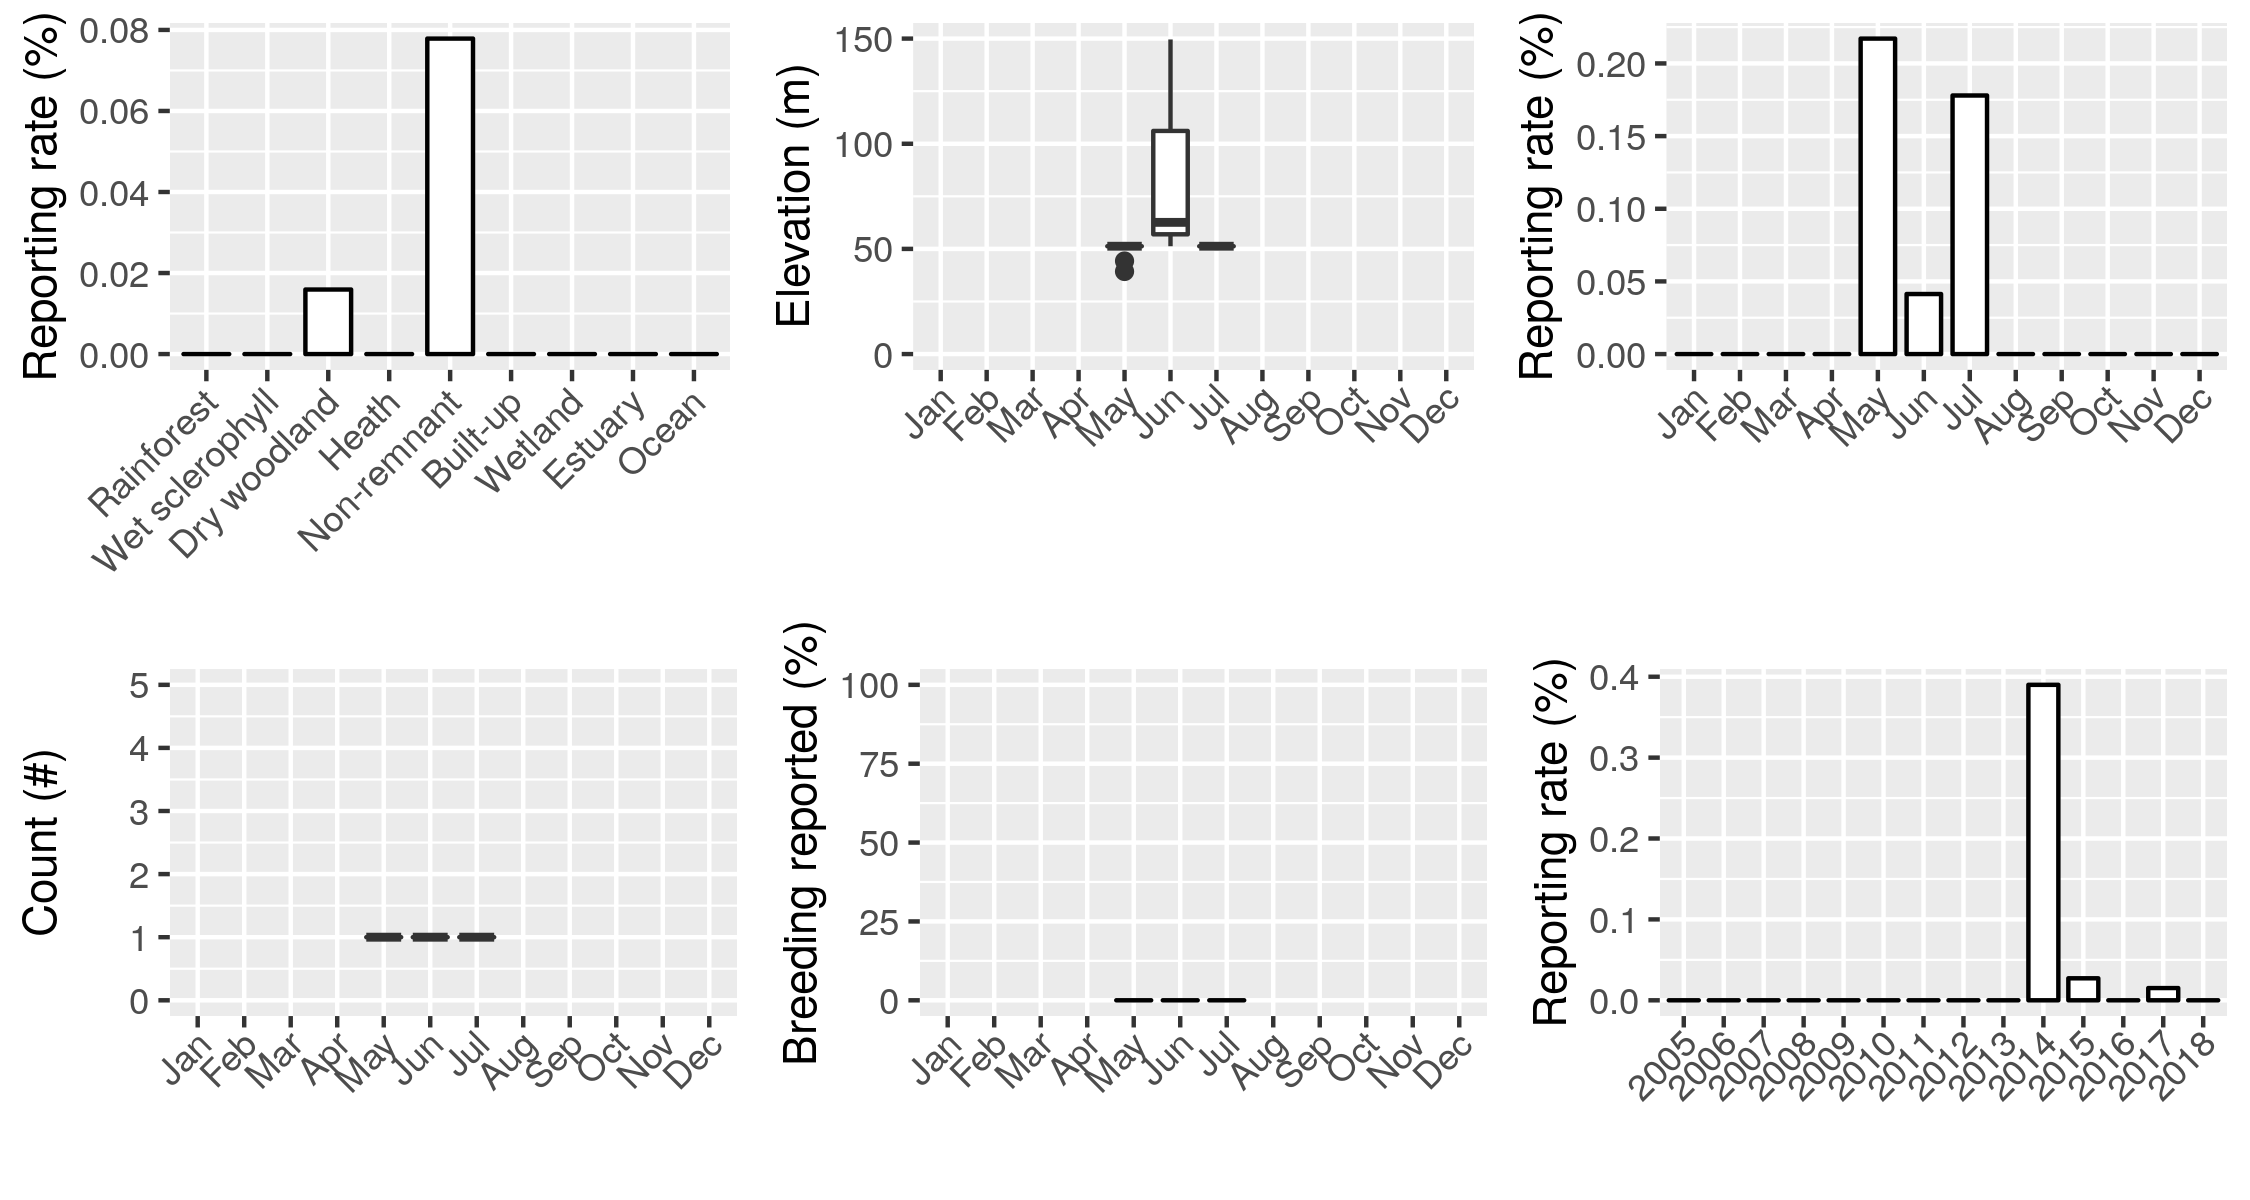 Reporting rate (%)
0.08
0.06
0.04
0.02
0.00
Rainforest
Wet sclerophyll
Dry woodland
Heath
Non-remnant
Built-up
Wetland
Estuary
Ocean
Elevation (m)
150
100
50
0
Jan
Feb
Mar
Apr
May
Jun
Jul
Aug
Sep
Oct
Nov
Dec
Reporting rate (%)
0.20
0.15
0.10
0.05
0.00
Jan
Feb
Mar
Apr
May
Jun
Jul
Aug
Sep
Oct
Nov
Dec
Count (#)
5
4
3
2
1
0
Jan
Feb
Mar
Apr
May
Jun
Jul
Aug
Sep
Oct
Nov
Dec
Breeding reported (%)
100
75
50
25
0
Jan
Feb
Mar
Apr
May
Jun
Jul
Aug
Sep
Oct
Nov
Dec
Reporting rate (%)
0.4
0.3
0.2
0.1
0.0
2005
2006
2007
2008
2009
2010
2011
2012
2013
2014
2015
2016
2017
2018